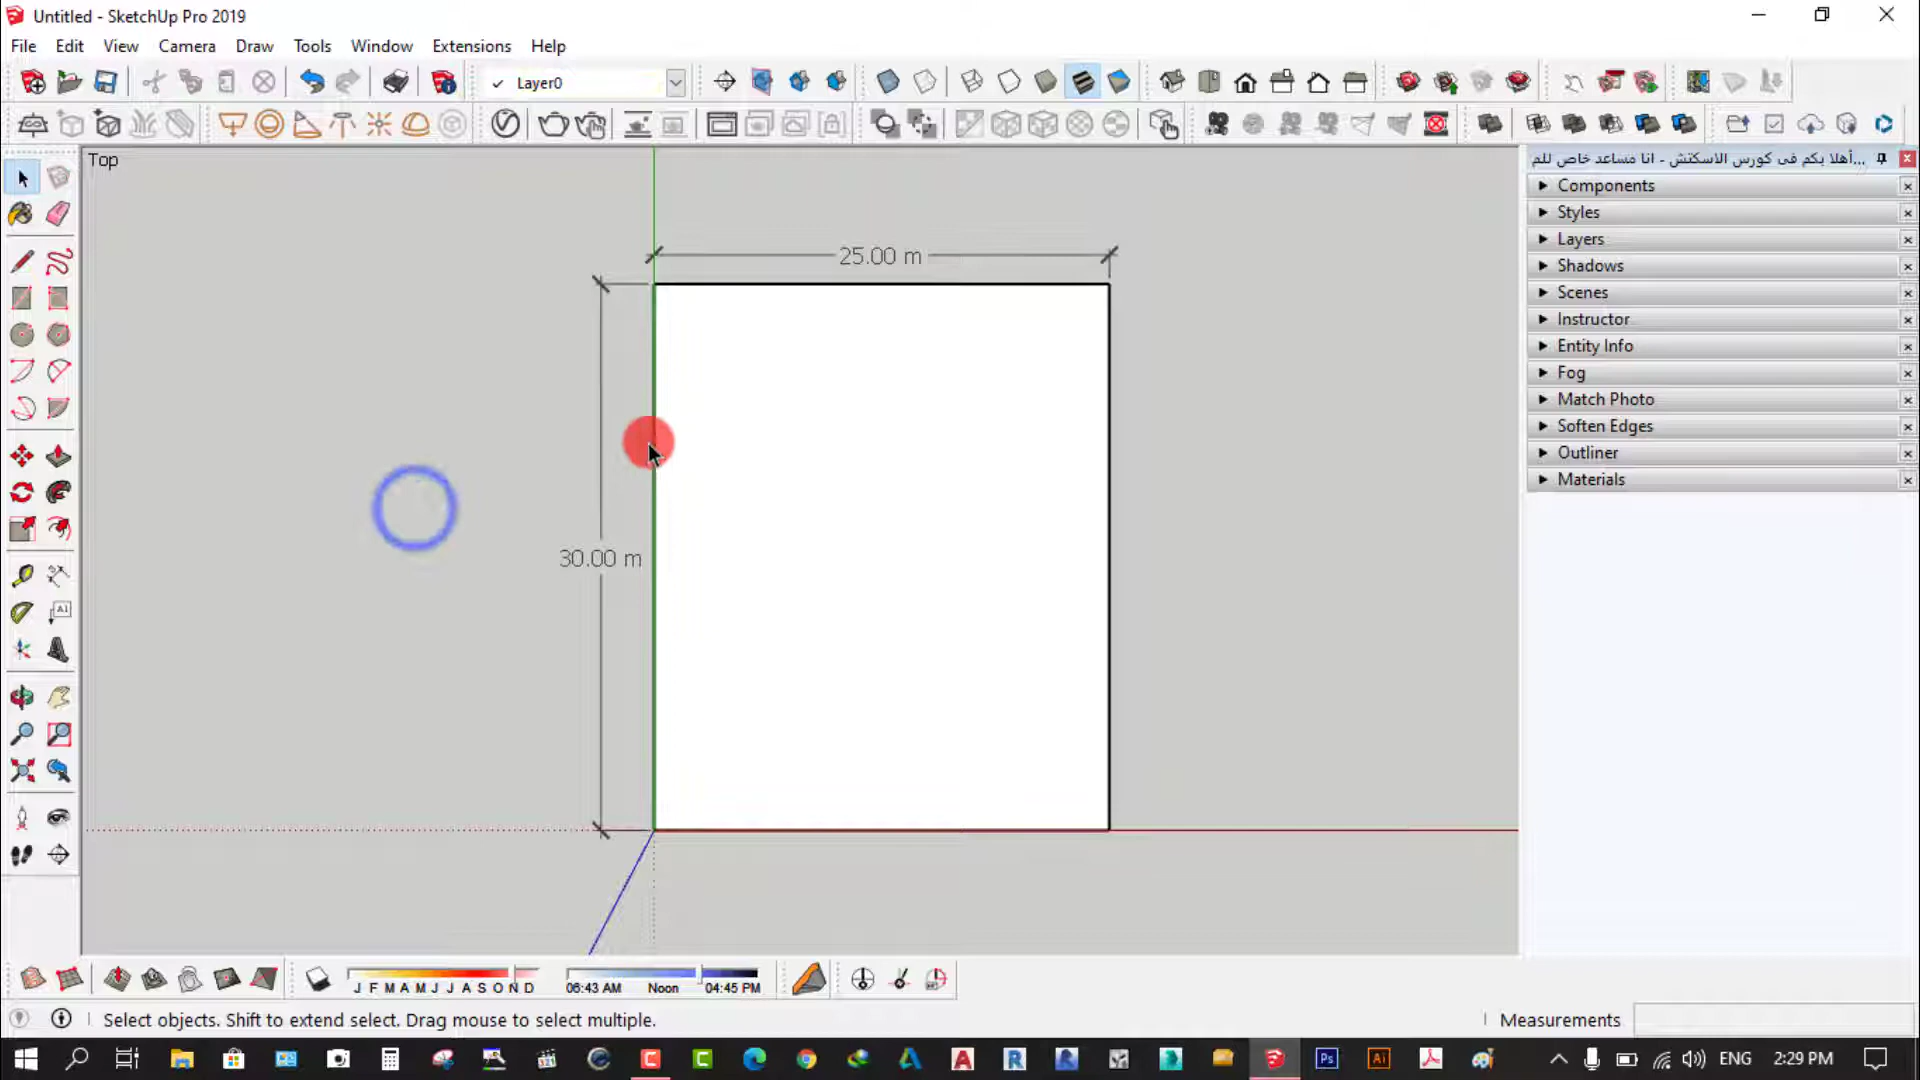 Untitled - SketchUp Pro 2019
File Edit View Camera Draw Tools Window Extensions Help
Layer0
Top
أهلا بكم فى كورس الاسكتش - انا مساعد خاص للم...
Components
Styles
Layers
Shadows
Scenes
Instructor
Entity Info
Fog
Match Photo
Soften Edges
Outliner
Materials
25.00 m
30.00 m
J F M A M J J A S O N D
06:43 AM Noon 04:45 PM
Select objects. Shift to extend select. Drag mouse to select multiple.
Measurements
ENG 2:29 PM